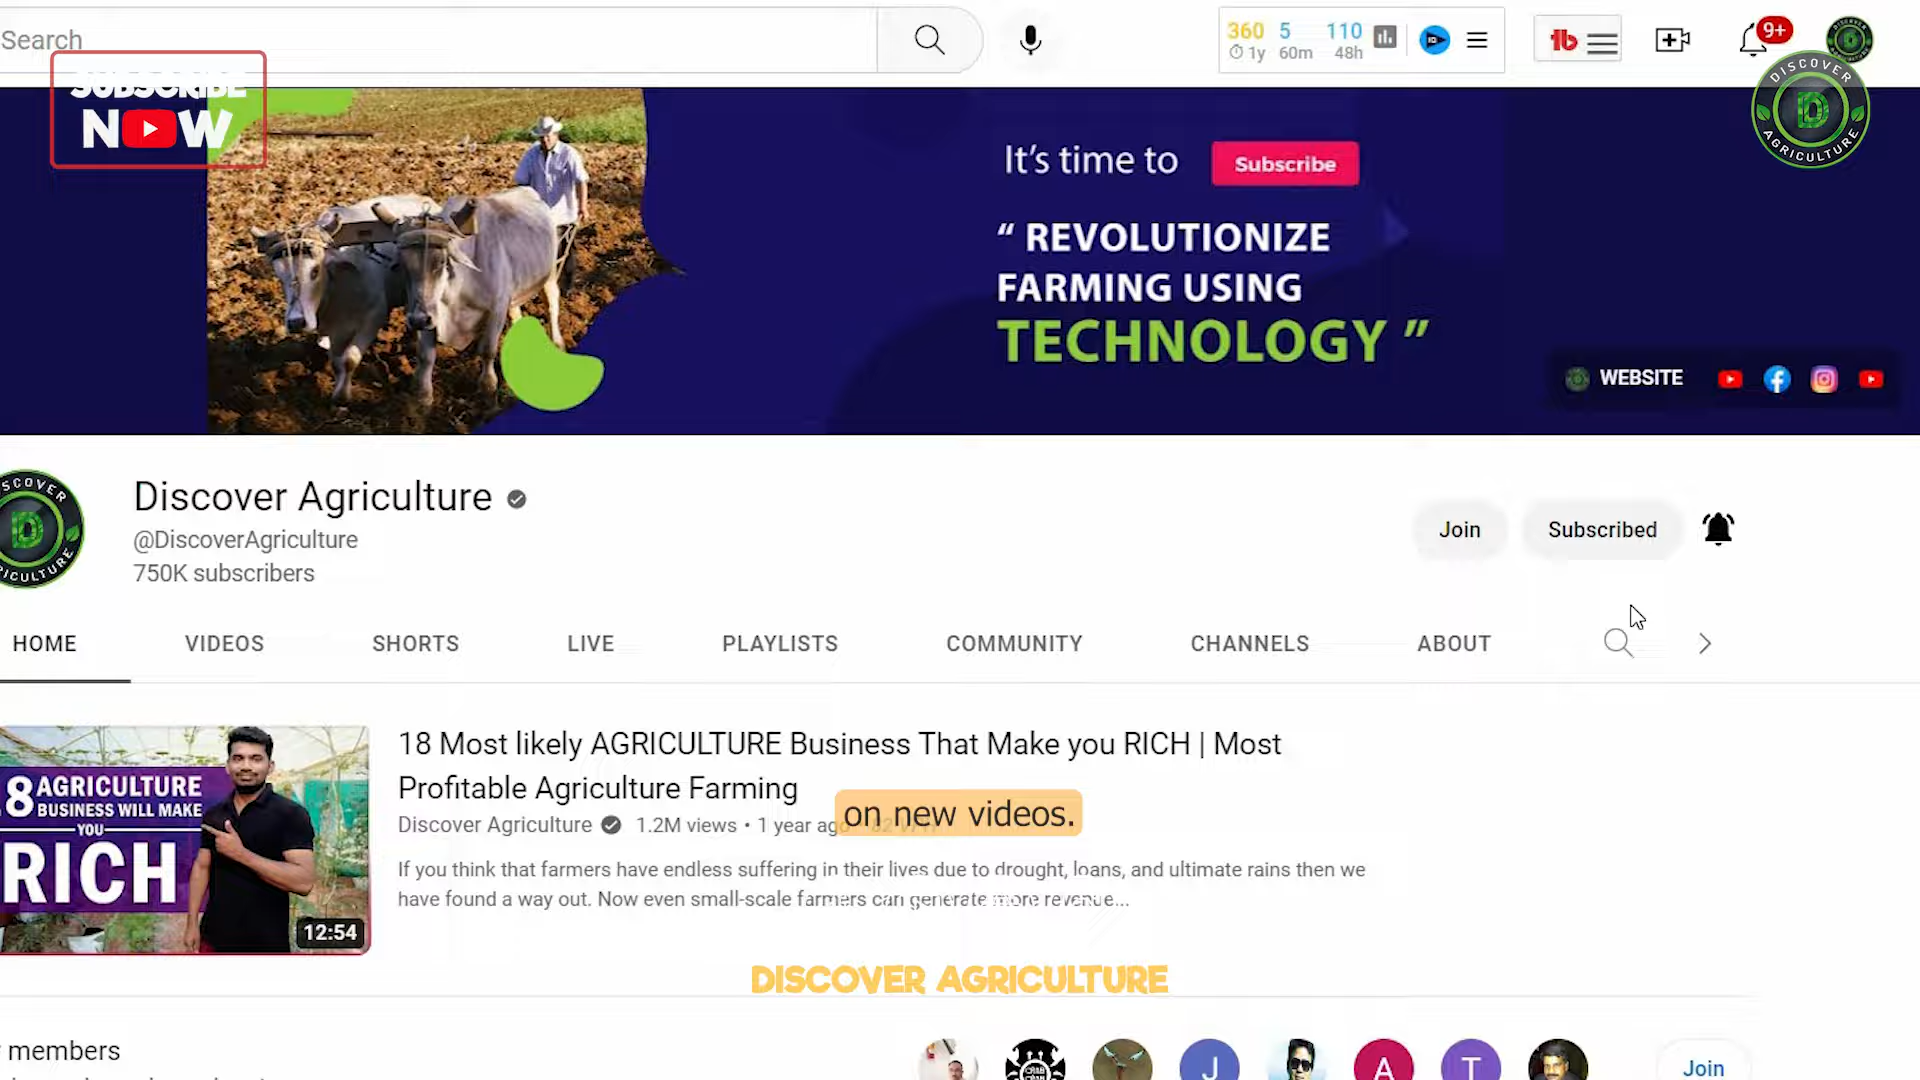 Search
360 5 110
1y 60m 48h
9+
SUBSCRIBE
NOW
DISCOVER
D
AGRICULTURE
It's time to Subscribe
“ REVOLUTIONIZE
FARMING USING
TECHNOLOGY ”
WEBSITE
Discover Agriculture
@DiscoverAgriculture
750K subscribers
Join
Subscribed
HOME VIDEOS SHORTS LIVE PLAYLISTS COMMUNITY CHANNELS ABOUT
8 AGRICULTURE
BUSINESS WILL MAKE
YOU
RICH
12:54
18 Most likely AGRICULTURE Business That Make you RICH | Most
Profitable Agriculture Farming
Discover Agriculture 1.2M views • 1 year ago
on new videos.
If you think that farmers have endless suffering in their lives due to drought, loans, and ultimate rains then we
have found a way out. Now even small-scale farmers can generate more revenue...
DISCOVER AGRICULTURE
members
J
A
T
Join